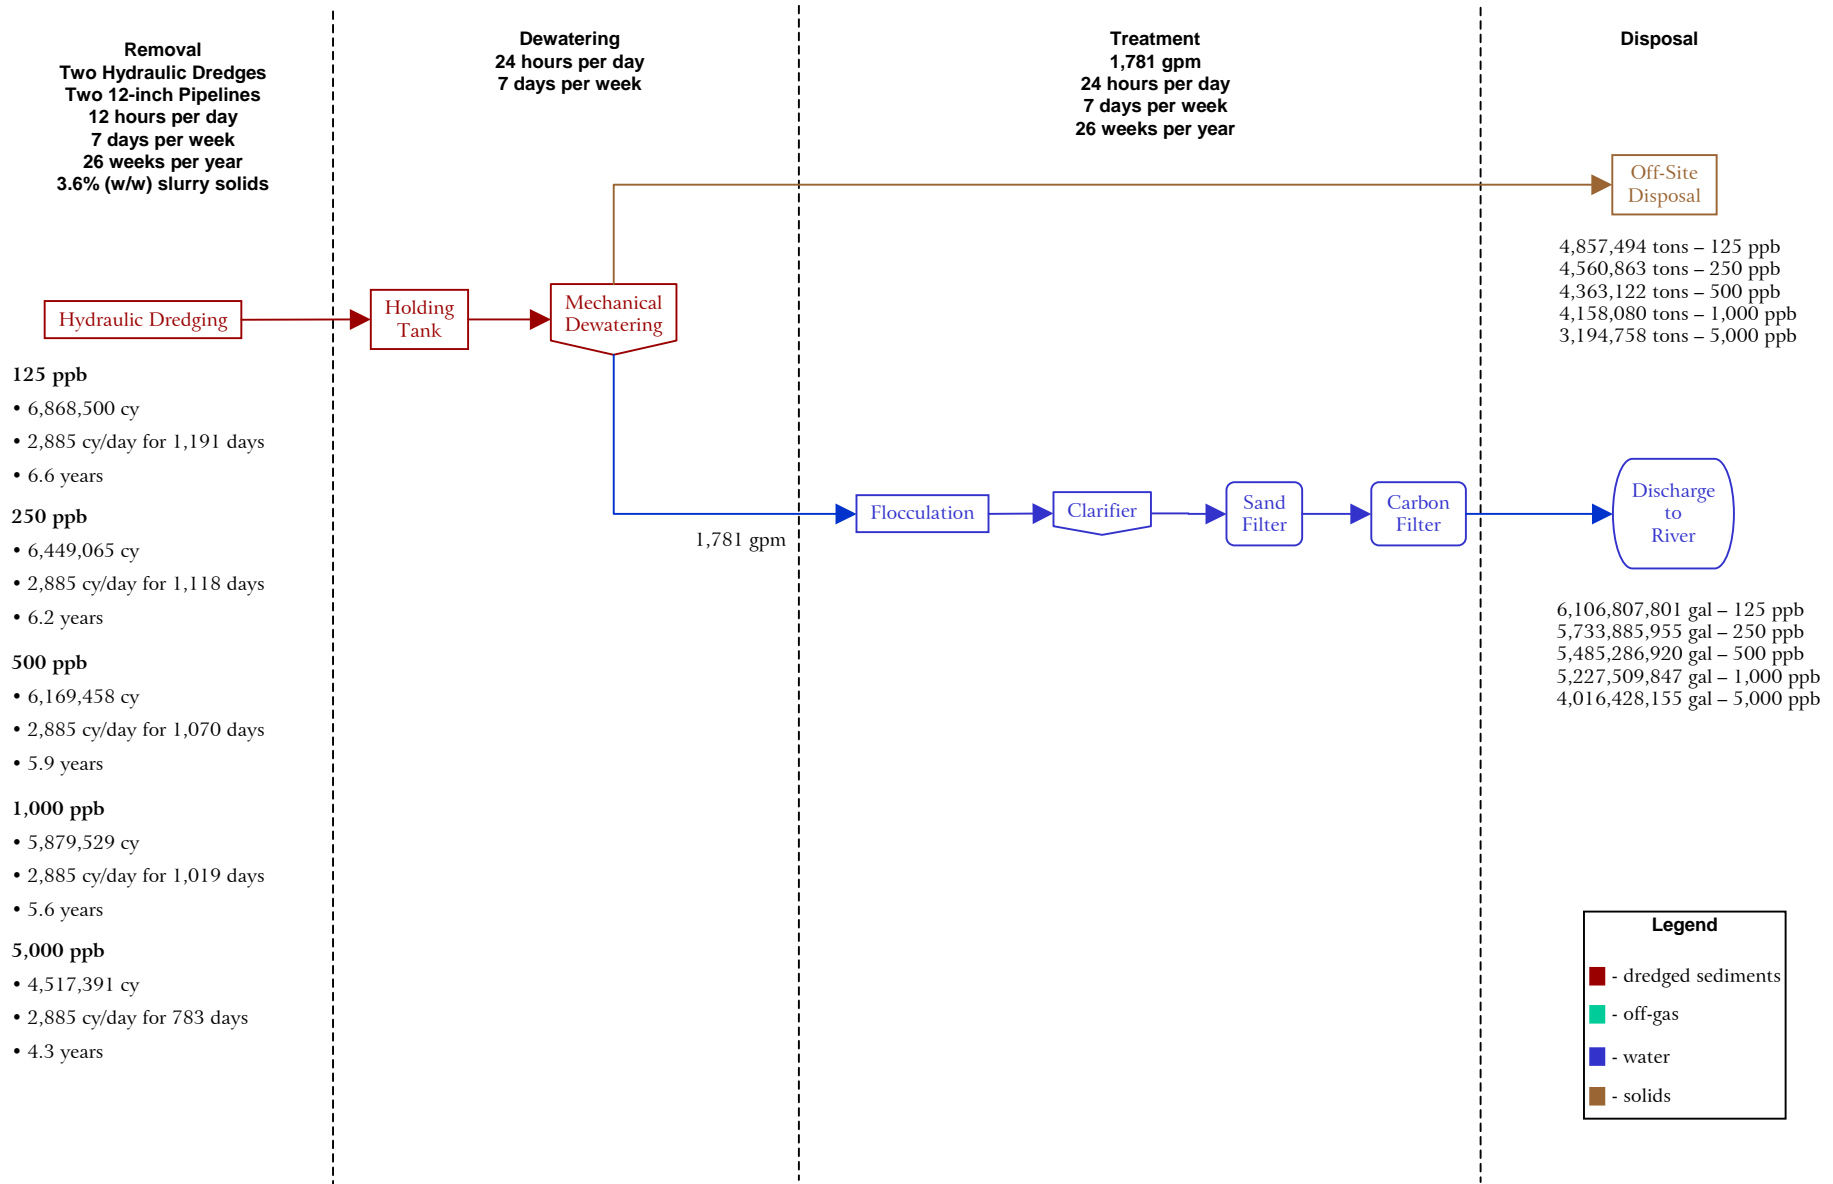 Removal
Two Hydraulic Dredges
Two 12-inch Pipelines
12 hours per day
7 days per week
26 weeks per year
3.6% (w/w) slurry solids
Dewatering
24 hours per day
7 days per week
Treatment
1,781 gpm
24 hours per day
7 days per week
26 weeks per year
Disposal
Hydraulic Dredging
Holding
Tank
Mechanical
Dewatering
Off-Site
Disposal
4,857,494 tons – 125 ppb
4,560,863 tons – 250 ppb
4,363,122 tons – 500 ppb
4,158,080 tons – 1,000 ppb
3,194,758 tons – 5,000 ppb
125 ppb
• 6,868,500 cy
• 2,885 cy/day for 1,191 days
• 6.6 years
250 ppb
• 6,449,065 cy
• 2,885 cy/day for 1,118 days
• 6.2 years
500 ppb
• 6,169,458 cy
• 2,885 cy/day for 1,070 days
• 5.9 years
1,000 ppb
• 5,879,529 cy
• 2,885 cy/day for 1,019 days
• 5.6 years
5,000 ppb
• 4,517,391 cy
• 2,885 cy/day for 783 days
• 4.3 years
1,781 gpm
Flocculation
Clarifier
Sand
Filter
Carbon
Filter
Discharge
to
River
6,106,807,801 gal – 125 ppb
5,733,885,955 gal – 250 ppb
5,485,286,920 gal – 500 ppb
5,227,509,847 gal – 1,000 ppb
4,016,428,155 gal – 5,000 ppb
Legend
- dredged sediments
- off-gas
- water
- solids